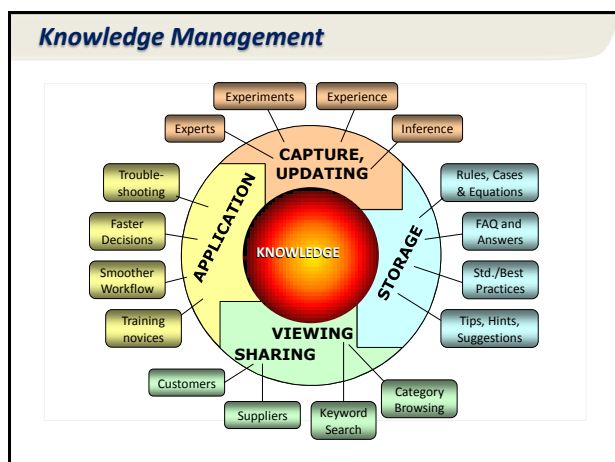 Knowledge Management
Experiments
Experience
Experts
Inference
CAPTURE,
UPDATING
Trouble-
shooting
Faster
Decisions
Smoother
Workflow
Training
novices
APPLICATION
KNOWLEDGE
STORAGE
Rules, Cases
& Equations
FAQ and
Answers
Std./Best
Practices
Tips, Hints,
Suggestions
VIEWING
SHARING
Customers
Suppliers
Keyword
Search
Category
Browsing